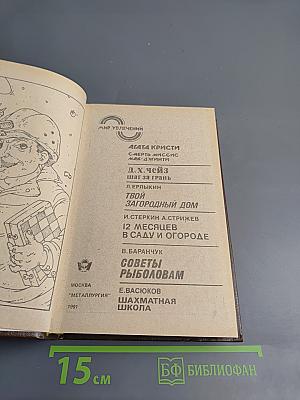 МИР УВЛЕЧЕНИЙ
АГАТА КРИСТИ
СМЕРТЬ МИССИС
МАК-ДЖИНТИ
Д.Х.ЧЕЙЗ
ШАГ ЗА ГРАНЬ
Л.ЕРЛЫКИН
ТВОЙ
ЗАГОРОДНЫЙ ДОМ
И.СТЕРКИН А.СТРИЖЕВ
12 МЕСЯЦЕВ
В САДУ И ОГОРОДЕ
В.БАРАНЧУК
СОВЕТЫ
РЫБОЛОВАМ
Е.ВАСЮКОВ
ШАХМАТНАЯ
ШКОЛА
МОСКВА
"МЕТАЛЛУРГИЯ"
1991
15 см
БФ БИБЛИОФАН